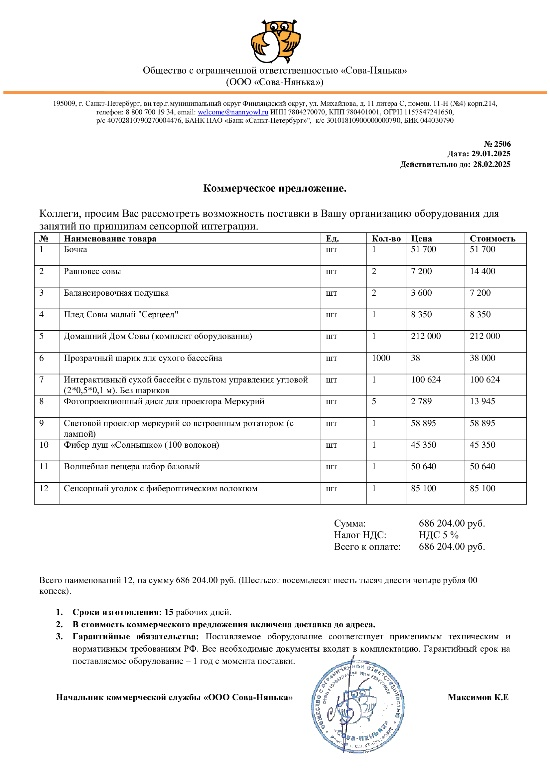 Общество с ограниченной ответственностью «Сова-Нянька»
(ООО «Сова-Нянька»)
195009, г. Санкт-Петербург, вн.тер.г.муниципальный округ Финляндский округ, ул. Михайлова, д. 11 литера С, помещ. 11-Н (№4) корп.214,
телефон: 8 800 700 19 34, email: welcome@nannyowl.ru ИНН 7804270070, КПП 780401001, ОГРН 1157847241650,
р/с 40702810790270004476, БАНК ПАО «Банк «Санкт-Петербург»", к/с 30101810900000000790, БИК 044030790
№ 2506
Дата: 29.01.2025
Действительно до: 28.02.2025
Коммерческое предложение.
Коллеги, просим Вас рассмотреть возможность поставки в Вашу организацию оборудования для
занятий по принципам сенсорной интеграции.
№ Наименование товара Ед. Кол-во Цена Стоимость
1 Бочка шт 1 51 700 51 700
2 Равновес совы шт 2 7 200 14 400
3 Балансировочная подушка шт 2 3 600 7 200
4 Плед Совы малый "Серцеел" шт 1 8 350 8 350
5 Домашний Дом Совы (комплект оборудования) шт 1 212 000 212 000
6 Прозрачный шарик для сухого бассейна шт 1000 38 38 000
7 Интерактивный сухой бассейн с пультом управления угловой шт 1 100 624 100 624
(2*0,5*0,1 м). Без шариков
8 Фотопроекционный диск для проектора Меркурий шт 5 2 789 13 945
9 Световой проектор меркурий со встроенным ротатором (с шт 1 58 895 58 895
лампой)
10 Фибер душ «Солнышко» (100 волокон) шт 1 45 350 45 350
11 Волшебная пещера набор базовый шт 1 50 640 50 640
12 Сенсорный уголок с фибероптическим волокном шт 1 85 100 85 100
Сумма: 686 204.00 руб.
Налог НДС: НДС 5 %
Всего к оплате: 686 204.00 руб.
Всего наименований 12, на сумму 686 204.00 руб. (Шестьсот восемьдесят шесть тысяч двести четыре рубля 00
копеек).
1. Сроки изготовления: 15 рабочих дней.
2. В стоимость коммерческого предложения включена доставка до адреса.
3. Гарантийные обязательства: Поставляемое оборудование соответствует применимым техническим и
нормативным требованиям РФ. Все необходимые документы входят в комплектацию. Гарантийный срок на
поставляемое оборудование – 1 год с момента поставки.
Начальник коммерческой службы «ООО Сова-Нянька» Максимов К.Е